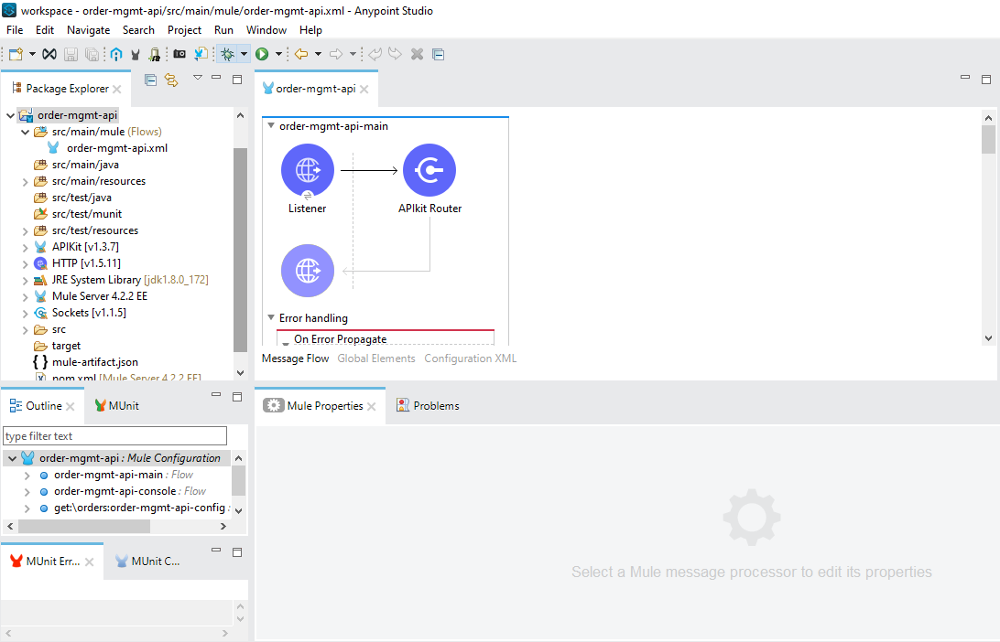 workspace - order-mgmt-api/src/main/mule/order-mgmt-api.xml - Anypoint Studio
File Edit Navigate Search Project Run Window Help
Package Explorer
order-mgmt-api
src/main/mule (Flows)
order-mgmt-api.xml
src/main/java
src/main/resources
src/test/java
src/test/munit
src/test/resources
APIKit [v1.3.7]
HTTP [v1.5.11]
JRE System Library [jdk1.8.0_172]
Mule Server 4.2.2 EE
Sockets [v1.1.5]
src
target
mule-artifact.json
pom.xml [Mule Server 4.2.2 EE]
order-mgmt-api
order-mgmt-api-main
Listener
APIkit Router
Error handling
On Error Propagate
Message Flow Global Elements Configuration XML
Outline MUnit
type filter text
order-mgmt-api : Mule Configuration
order-mgmt-api-main : Flow
order-mgmt-api-console : Flow
get:\orders:order-mgmt-api-config :
MUnit Err... MUnit C...
Mule Properties Problems
Select a Mule message processor to edit its properties